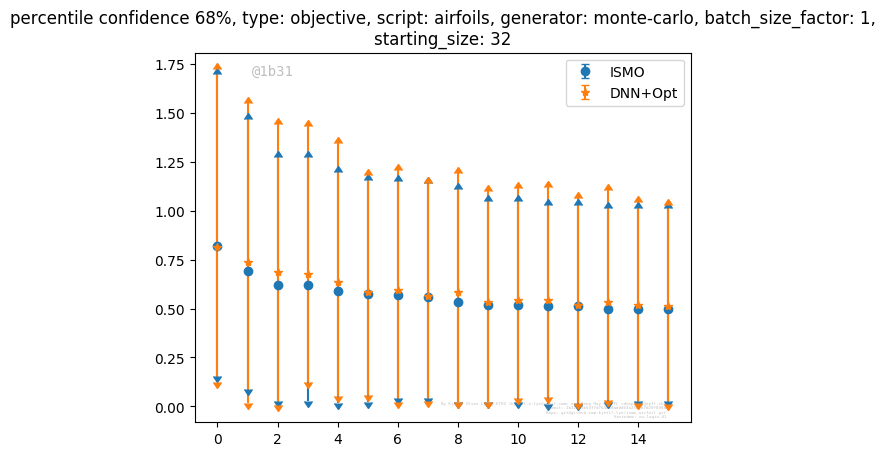 percentile confidence 68%, type: objective, script: airfoils, generator: monte-carlo, batch_size_factor: 1,
starting_size: 32
@1b31
ISMO
DNN+Opt
1.75
1.50
1.25
1.00
0.75
0.50
0.25
0.00
0 2 4 6 8 10 12 14